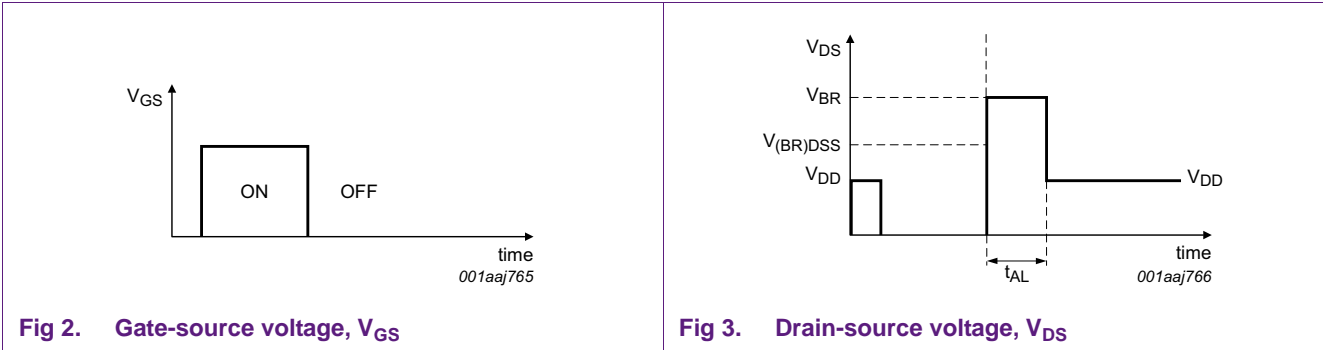 VGS
ON
OFF
time
001aaj765
Fig 2. Gate-source voltage, VGS
VDS
VBR
V(BR)DSS
VDD
VDD
time
tAL
001aaj766
Fig 3. Drain-source voltage, VDS